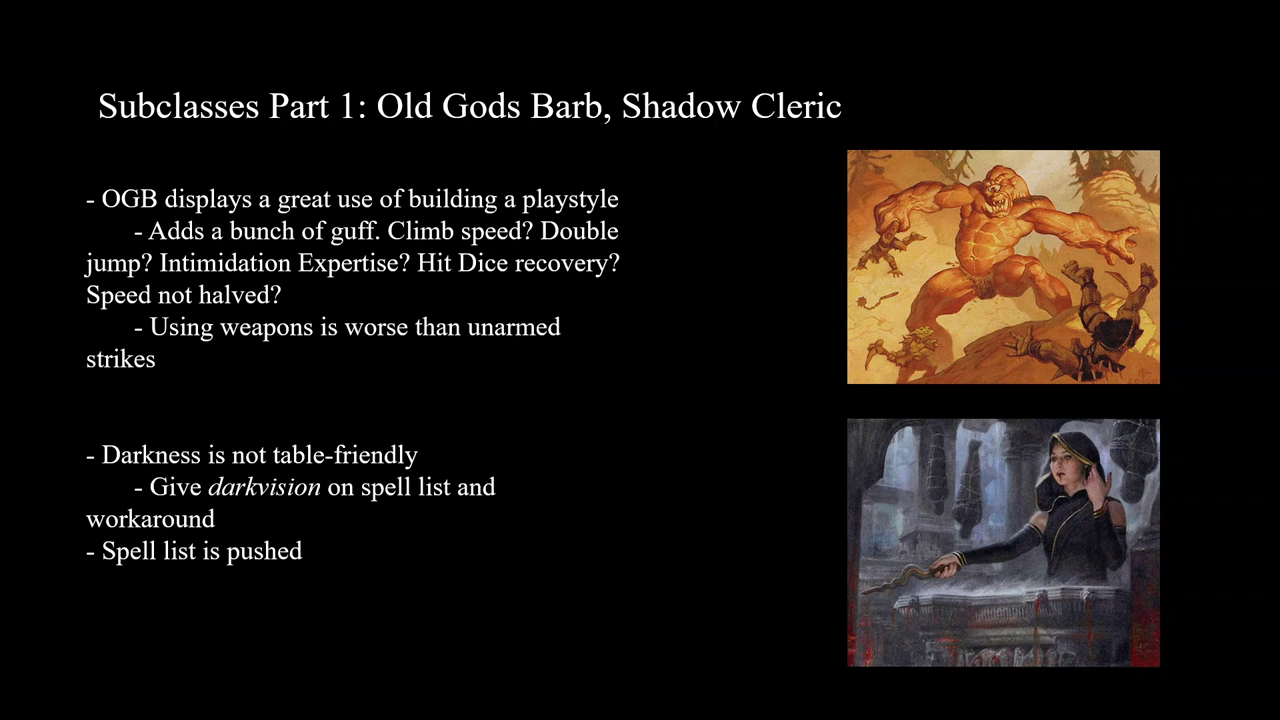 Subclasses Part 1: Old Gods Barb, Shadow Cleric
- OGB displays a great use of building a playstyle
- Adds a bunch of guff. Climb speed? Double
jump? Intimidation Expertise? Hit Dice recovery?
Speed not halved?
- Using weapons is worse than unarmed
strikes
- Darkness is not table-friendly
- Give darkvision on spell list and
workaround
- Spell list is pushed